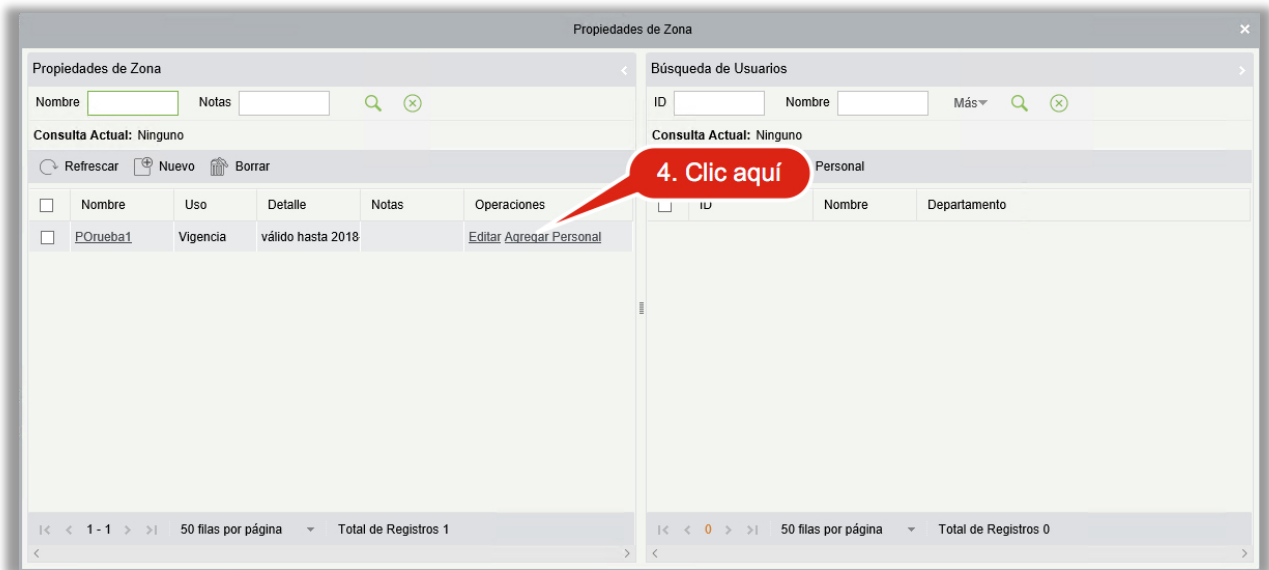 Propiedades de Zona
Propiedades de Zona
Nombre Notas
Consulta Actual: Ninguno
Refrescar Nuevo Borrar
Nombre Uso Detalle Notas Operaciones
POrueba1 Vigencia válido hasta 2018- Editar Agregar Personal
1 - 1 50 filas por página Total de Registros 1
Búsqueda de Usuarios
ID Nombre Más
Consulta Actual: Ninguno
Personal
ID Nombre Departamento
0 50 filas por página Total de Registros 0
4. Clic aquí